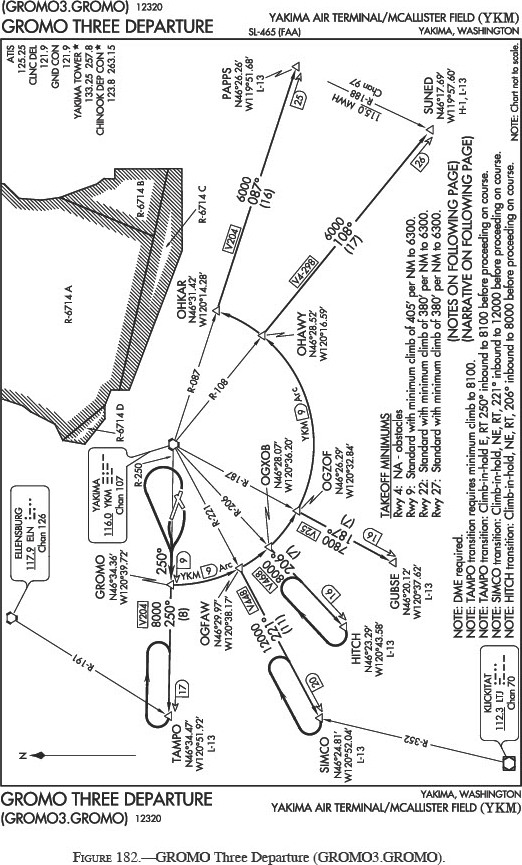 (GROMO3.GROMO) 12320
GROMO THREE DEPARTURE
SL-465 (FAA)
YAKIMA AIR TERMINAL/MCALLISTER FIELD (YKM)
YAKIMA, WASHINGTON
ATIS
125.25
CLNC DEL
121.9
GND CON
121.9
YAKIMA TOWER ★
133.25 257.8
CHINOOK DEP CON ★
123.8 263.15
R-6714 A
R-6714 B
R-6714 C
R-6714 D
PAPPS
N46°26.26'
W119°51.68'
L-13
25
SUNED
N46°17.69'
W119°57.60'
H-1, L-13
26
115.0 MWH
Chan 97
R-188
NOTE: Chart not to scale.
V204
6000
087°
(16)
V4-298
6000
108°
(17)
OHKAR
N46°31.42'
W120°14.28'
OHAWY
N46°28.52'
W120°16.59'
R-087
R-108
YKM 9 Arc
YAKIMA
116.0 YKM
Chan 107
R-250
R-221
R-206
R-187
ELLENSBURG
117.9 ELN
Chan 126
R-191
GROMO
N46°34.36'
W120°39.72'
250°
9
YKM 9 Arc
V204
8000
250°
(8)
TAMPO
N46°34.47'
W120°51.92'
L-13
17
OGFAW
N46°29.97'
W120°38.17'
V448
12000
221°
(11)
SIMCO
N46°24.81'
W120°52.04'
L-13
20
OGXOB
N46°28.07'
W120°36.20'
V468
8000
206°
(7)
HITCH
N46°23.29'
W120°43.58'
L-13
16
OGZOF
N46°26.29'
W120°32.84'
V25
7800
187°
(7)
GUBSE
N46°20.12'
W120°37.62'
L-13
16
KLICKITAT
112.3 LTJ
Chan 70
R-352
N
TAKEOFF MINIMUMS
Rwy 4: NA - obstacles
Rwy 9: Standard with minimum climb of 405' per NM to 6300.
Rwy 22: Standard with minimum climb of 380' per NM to 6300.
Rwy 27: Standard with minimum climb of 380' per NM to 6300.
(NOTES ON FOLLOWING PAGE)
(NARRATIVE ON FOLLOWING PAGE)
NOTE: DME required.
NOTE: TAMPO transition requires minimum climb to 8100.
NOTE: TAMPO transition: Climb-in-hold E, RT 250° inbound to 8100 before proceeding on course.
NOTE: SIMCO transition: Climb-in-hold, NE, RT, 221° inbound to 12000 before proceeding on course.
NOTE: HITCH transition: Climb-in-hold, NE, RT, 206° inbound to 8000 before proceeding on course.
GROMO THREE DEPARTURE
(GROMO3.GROMO) 12320
YAKIMA, WASHINGTON
YAKIMA AIR TERMINAL/MCALLISTER FIELD (YKM)
FIGURE 182.—GROMO Three Departure (GROMO3.GROMO).